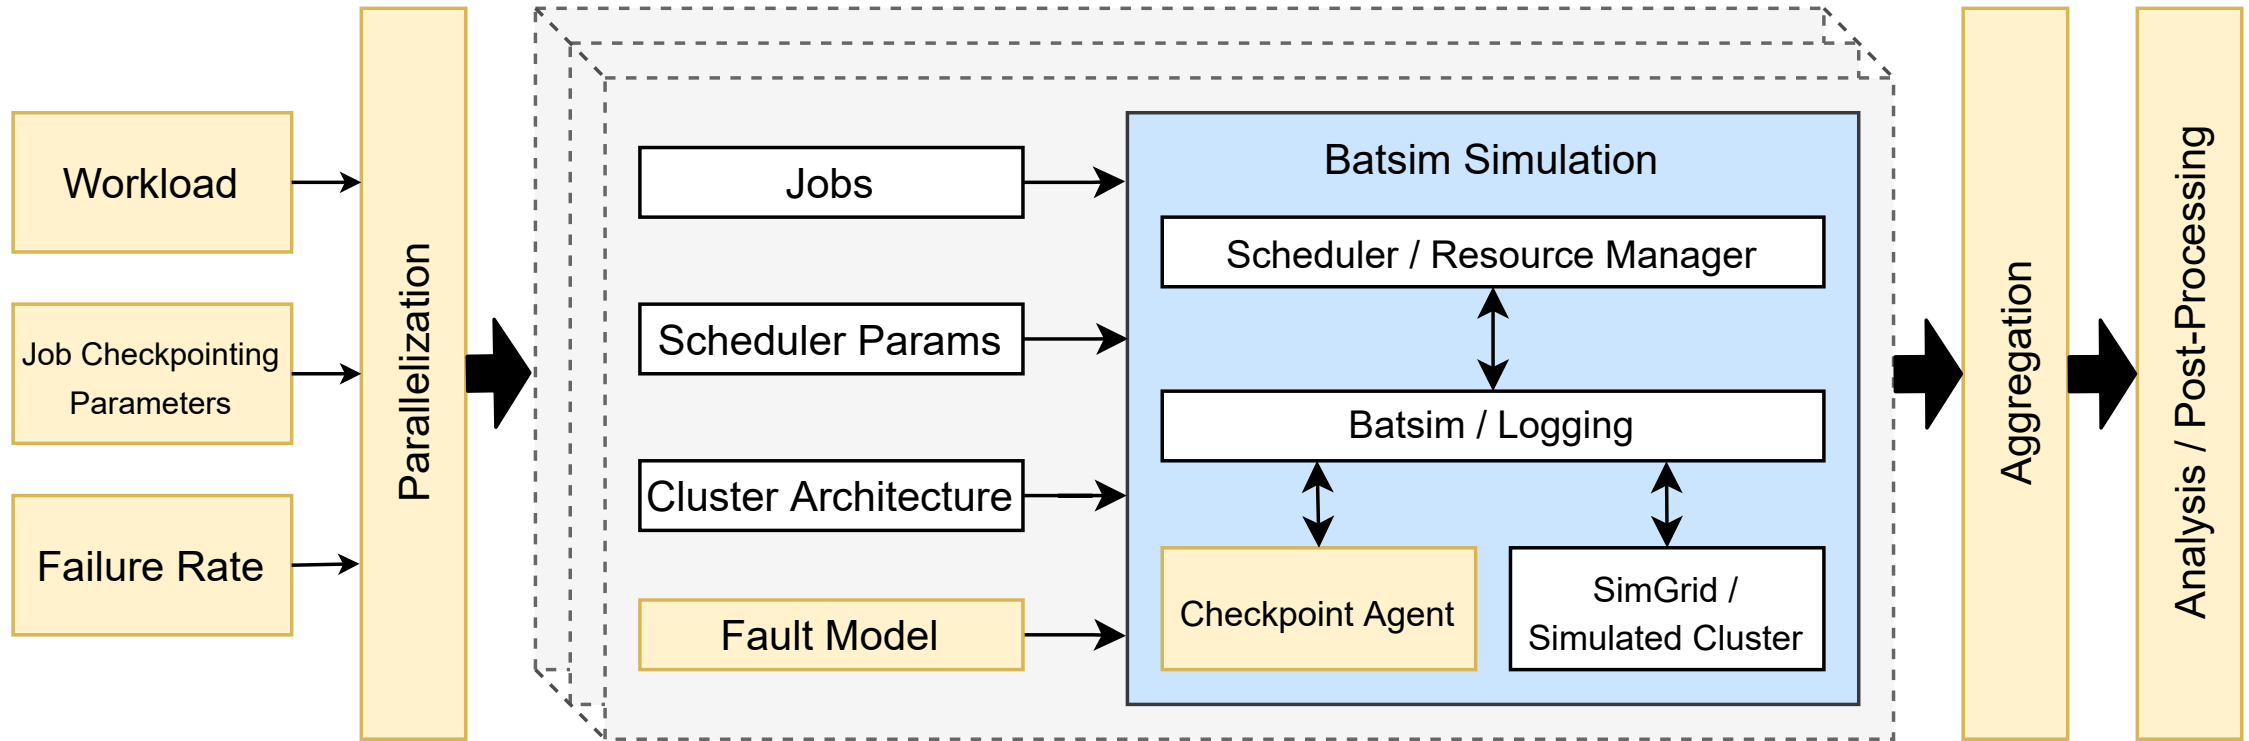 Workload
Job Checkpointing
Parameters
Failure Rate
Parallelization
Jobs
Scheduler Params
Cluster Architecture
Fault Model
Batsim Simulation
Scheduler / Resource Manager
Batsim / Logging
Checkpoint Agent
SimGrid /
Simulated Cluster
Aggregation
Analysis / Post-Processing